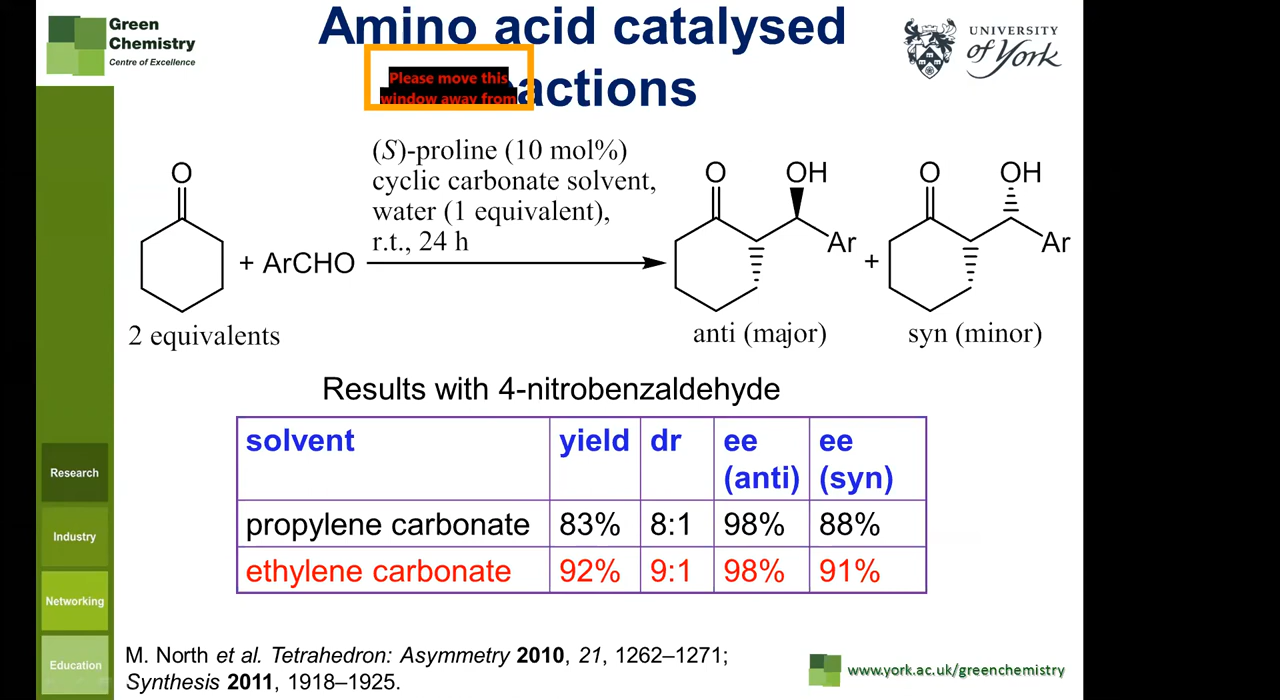 Green
Chemistry
Centre of Excellence
Amino acid catalysed
actions
Please move this
window away from
UNIVERSITY
of York
(S)-proline (10 mol%)
cyclic carbonate solvent,
water (1 equivalent),
r.t., 24 h
O
+ ArCHO
2 equivalents
O OH
Ar
anti (major)
+
O OH
Ar
syn (minor)
Results with 4-nitrobenzaldehyde
solvent yield dr ee (anti) ee (syn)
propylene carbonate 83% 8:1 98% 88%
ethylene carbonate 92% 9:1 98% 91%
Research
Industry
Networking
Education
M. North et al. Tetrahedron: Asymmetry 2010, 21, 1262–1271;
Synthesis 2011, 1918–1925.
www.york.ac.uk/greenchemistry